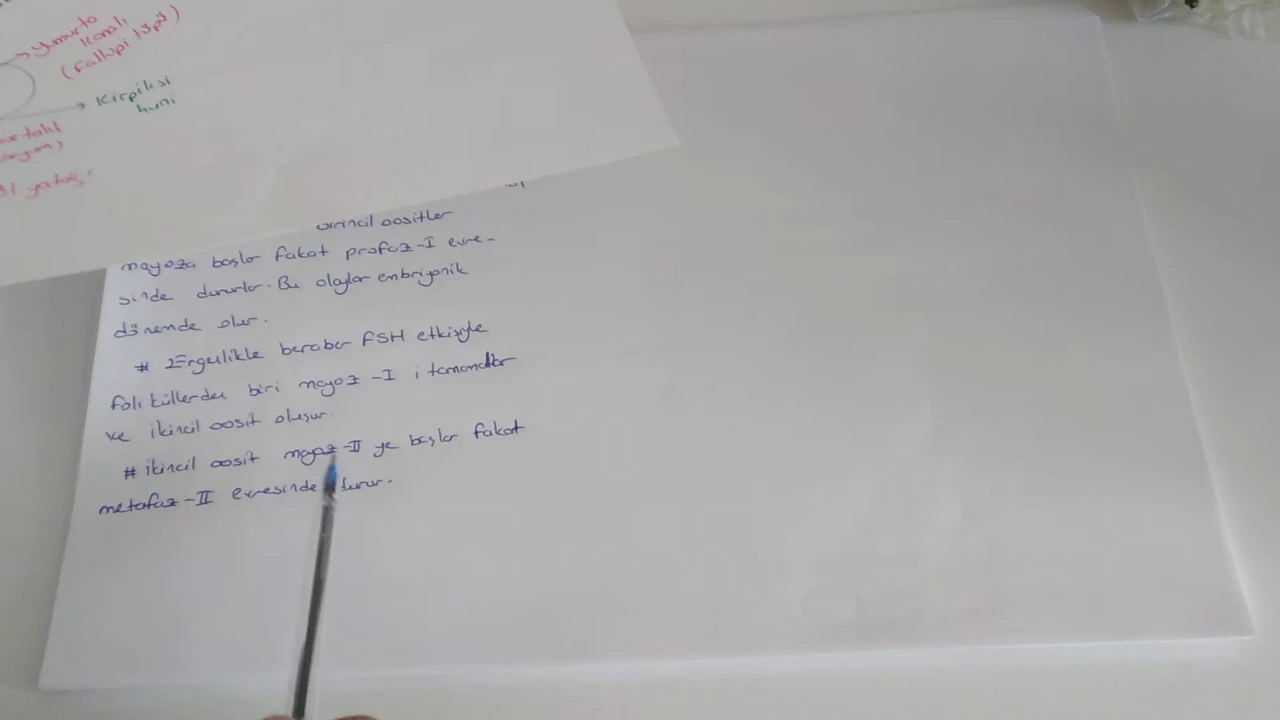 yumurta
kanalı
(fallopi tüpü)
kirpiksi
huni
yatağı
birincil oositler
mayoza başlar fakat profaz-I evre-
sinde dururlar. Bu olaylar embriyonik
dönemde olur.
# Ergenlikle beraber FSH etkisiyle
foliküllerden biri mayoz-I i tamamlar
ve ikincil oosit oluşur.
# ikincil oosit mayoz-II ye başlar fakat
metafaz-II evresinde durur.